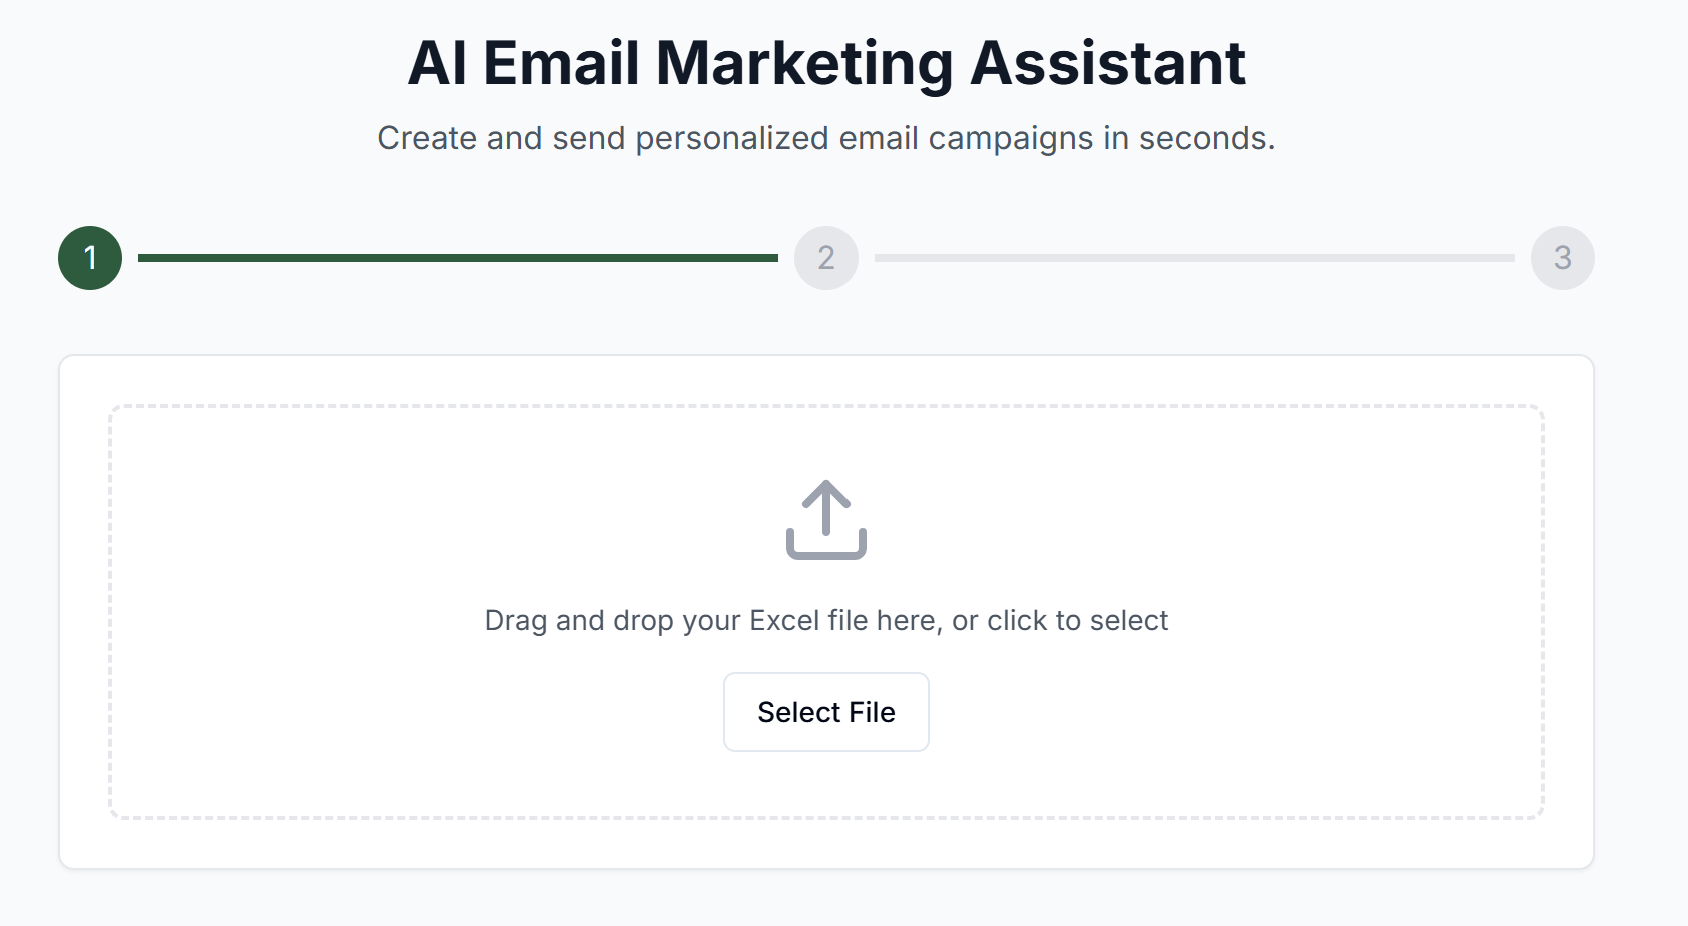 AI Email Marketing Assistant
Create and send personalized email campaigns in seconds.
1
2
3
Drag and drop your Excel file here, or click to select
Select File